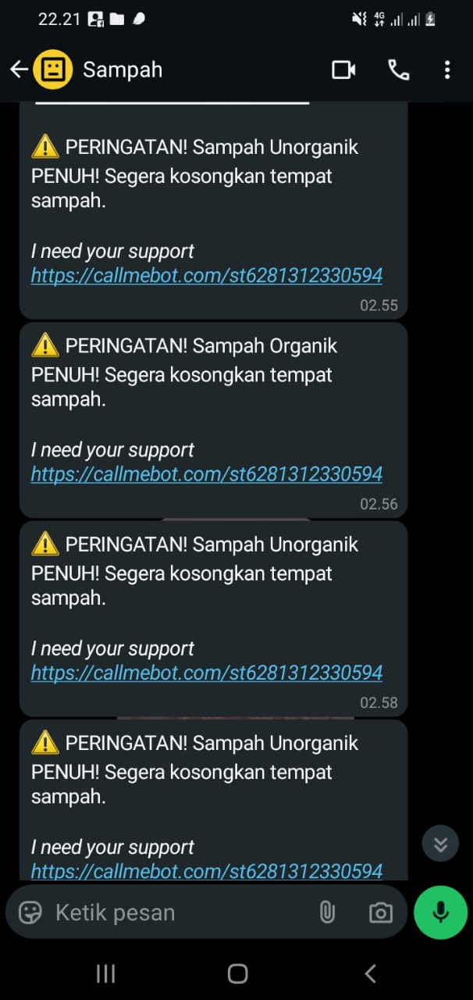 22.21
4G
Sampah
⚠️ PERINGATAN! Sampah Unorganik
PENUH! Segera kosongkan tempat
sampah.
I need your support
https://callmebot.com/st6281312330594
02.55
⚠️ PERINGATAN! Sampah Organik
PENUH! Segera kosongkan tempat
sampah.
I need your support
https://callmebot.com/st6281312330594
02.56
⚠️ PERINGATAN! Sampah Unorganik
PENUH! Segera kosongkan tempat
sampah.
I need your support
https://callmebot.com/st6281312330594
02.58
⚠️ PERINGATAN! Sampah Unorganik
PENUH! Segera kosongkan tempat
sampah.
I need your support
https://callmebot.com/st6281312330594
Ketik pesan